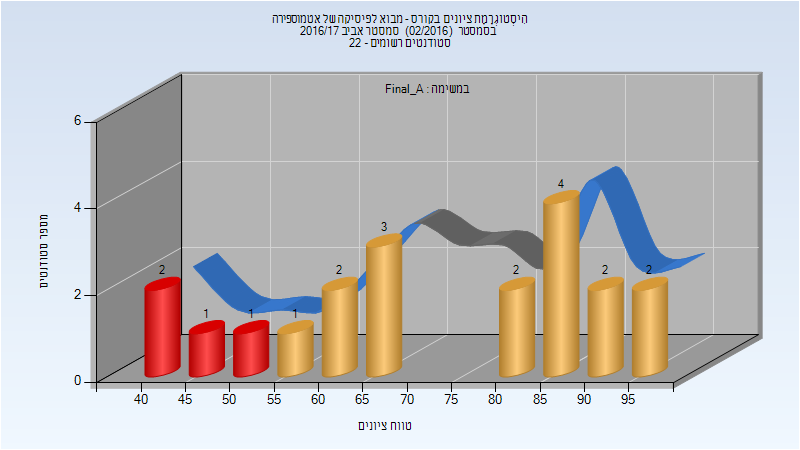 היסטוגרמת ציונים בקורס - מבוא לפיסיקה של אטמוספירה
בסמסטר (02/2016) סמסטר אביב 2016/17
סטודנטים רשומים - 22
במשימה : Final_A
מספר סטודנטים
6
4
2
0
2
1
1
1
2
3
2
4
2
2
40 45 50 55 60 65 70 75 80 85 90 95
טווח ציונים